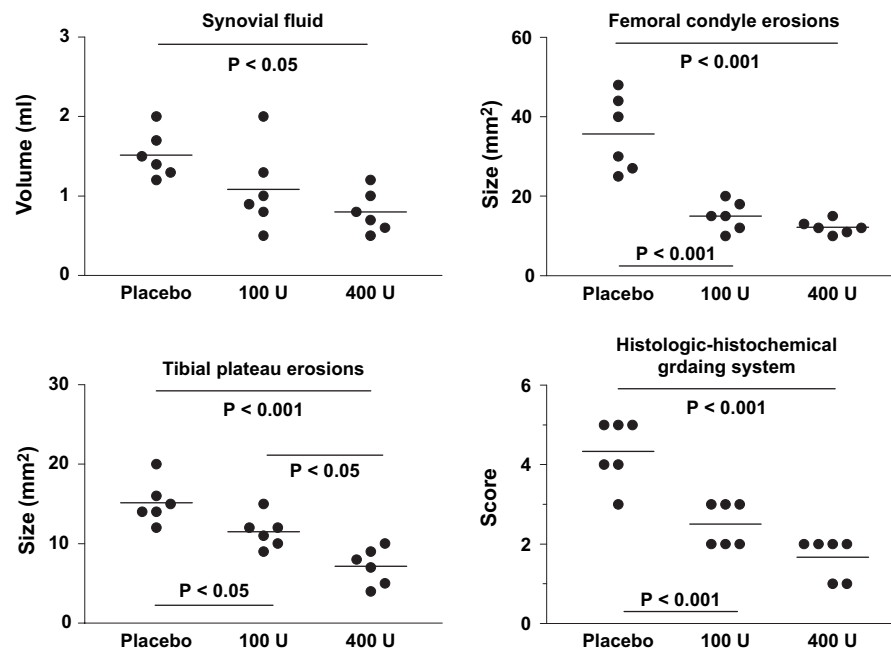 Synovial fluid
3
2
1
0
Volume (ml)
P < 0.05
Placebo 100 U 400 U
Femoral condyle erosions
60
40
20
0
Size (mm²)
P < 0.001
P < 0.001
Placebo 100 U 400 U
Tibial plateau erosions
30
20
10
0
Size (mm²)
P < 0.001
P < 0.05
P < 0.05
Placebo 100 U 400 U
Histologic-histochemical
grdaing system
6
4
2
0
Score
P < 0.001
P < 0.001
Placebo 100 U 400 U